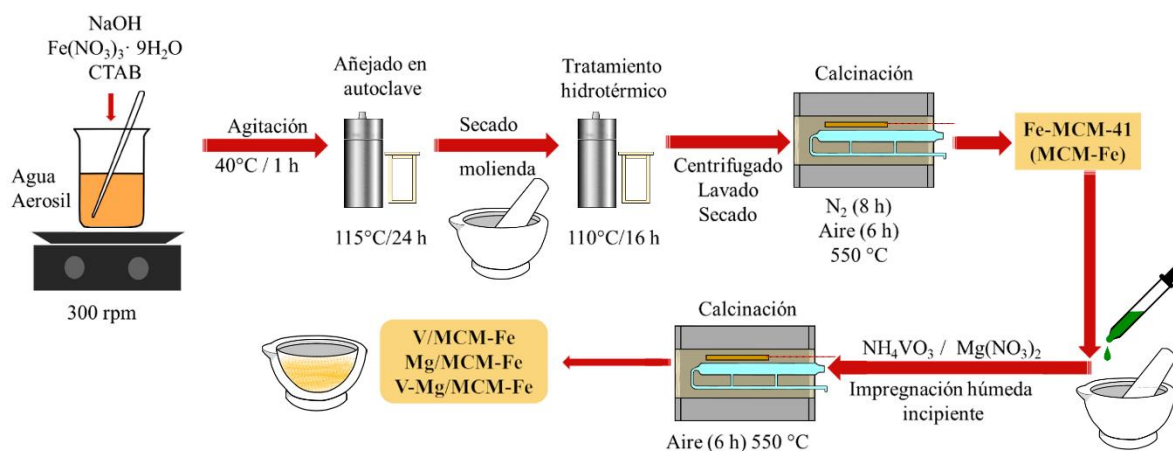 NaOH
Fe(NO₃)₃· 9H₂O
CTAB
Agua
Aerosil
300 rpm
Agitación
40°C / 1 h
Añejado en
autoclave
115°C/24 h
Secado
molienda
Tratamiento
hidrotérmico
110°C/16 h
Centrifugado
Lavado
Secado
Calcinación
N₂ (8 h)
Aire (6 h)
550 °C
Fe-MCM-41
(MCM-Fe)
NH₄VO₃ / Mg(NO₃)₂
Impregnación húmeda
incipiente
Calcinación
Aire (6 h) 550 °C
V/MCM-Fe
Mg/MCM-Fe
V-Mg/MCM-Fe